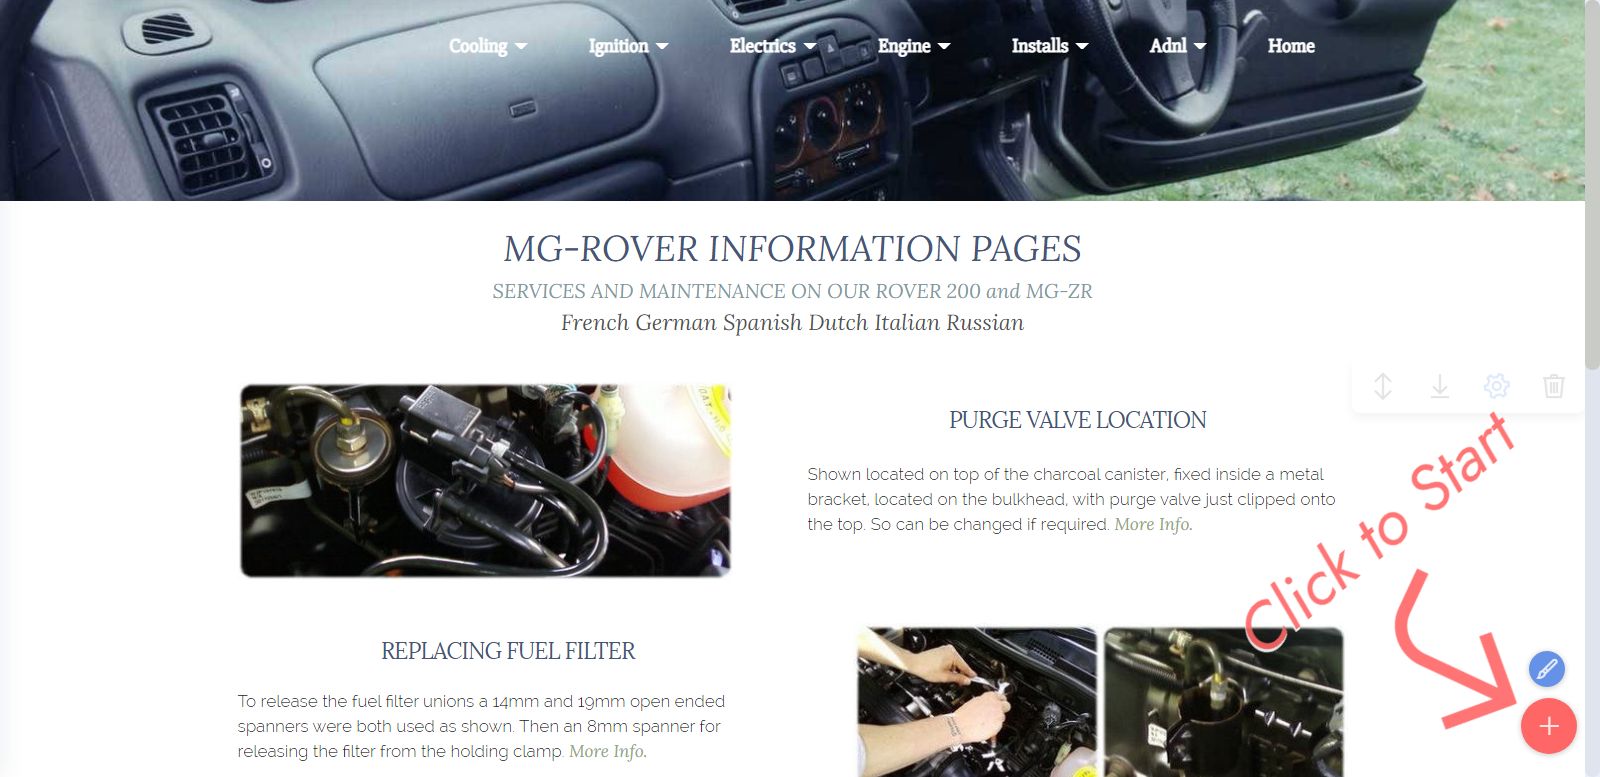 Cooling Ignition Electrics Engine Installs Adnl Home
MG-ROVER INFORMATION PAGES
SERVICES AND MAINTENANCE ON OUR ROVER 200 and MG-ZR
French German Spanish Dutch Italian Russian
PURGE VALVE LOCATION
Shown located on top of the charcoal canister, fixed inside a metal
bracket, located on the bulkhead, with purge valve just clipped onto
the top. So can be changed if required. More Info.
Click to Start
REPLACING FUEL FILTER
To release the fuel filter unions a 14mm and 19mm open ended
spanners were both used as shown. Then an 8mm spanner for
releasing the filter from the holding clamp. More Info.